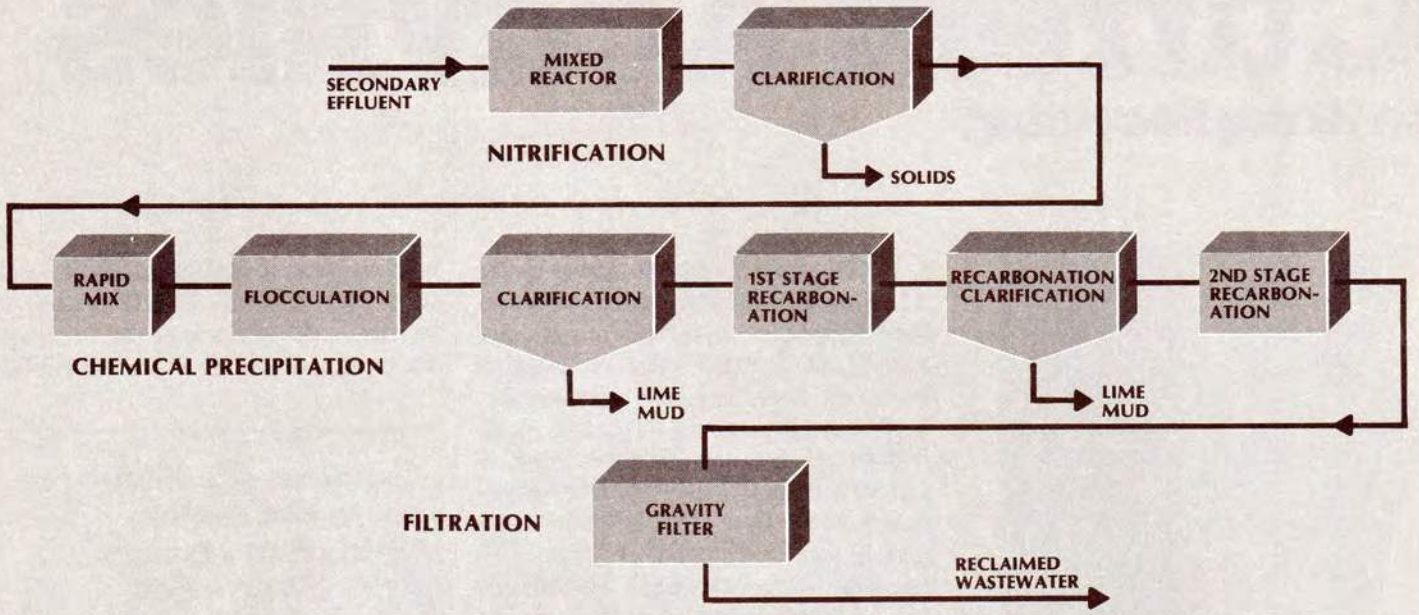 SECONDARY
EFFLUENT
MIXED
REACTOR
CLARIFICATION
NITRIFICATION
SOLIDS
RAPID
MIX
FLOCCULATION
CLARIFICATION
1ST STAGE
RECARBON-
ATION
RECARBONATION
CLARIFICATION
2ND STAGE
RECARBON-
ATION
CHEMICAL PRECIPITATION
LIME
MUD
LIME
MUD
FILTRATION
GRAVITY
FILTER
RECLAIMED
WASTEWATER